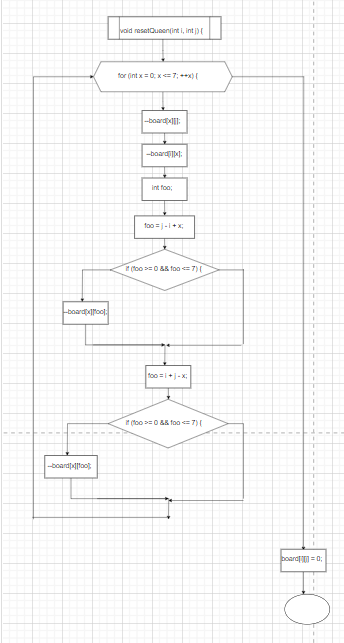 void resetQueen(int i, int j) {
for (int x = 0; x <= 7; ++x) {
--board[x][j];
--board[i][x];
int foo;
foo = j - i + x;
if (foo >= 0 && foo <= 7) {
--board[x][foo];
foo = i + j - x;
if (foo >= 0 && foo <= 7) {
--board[x][foo];
board[i][j] = 0;